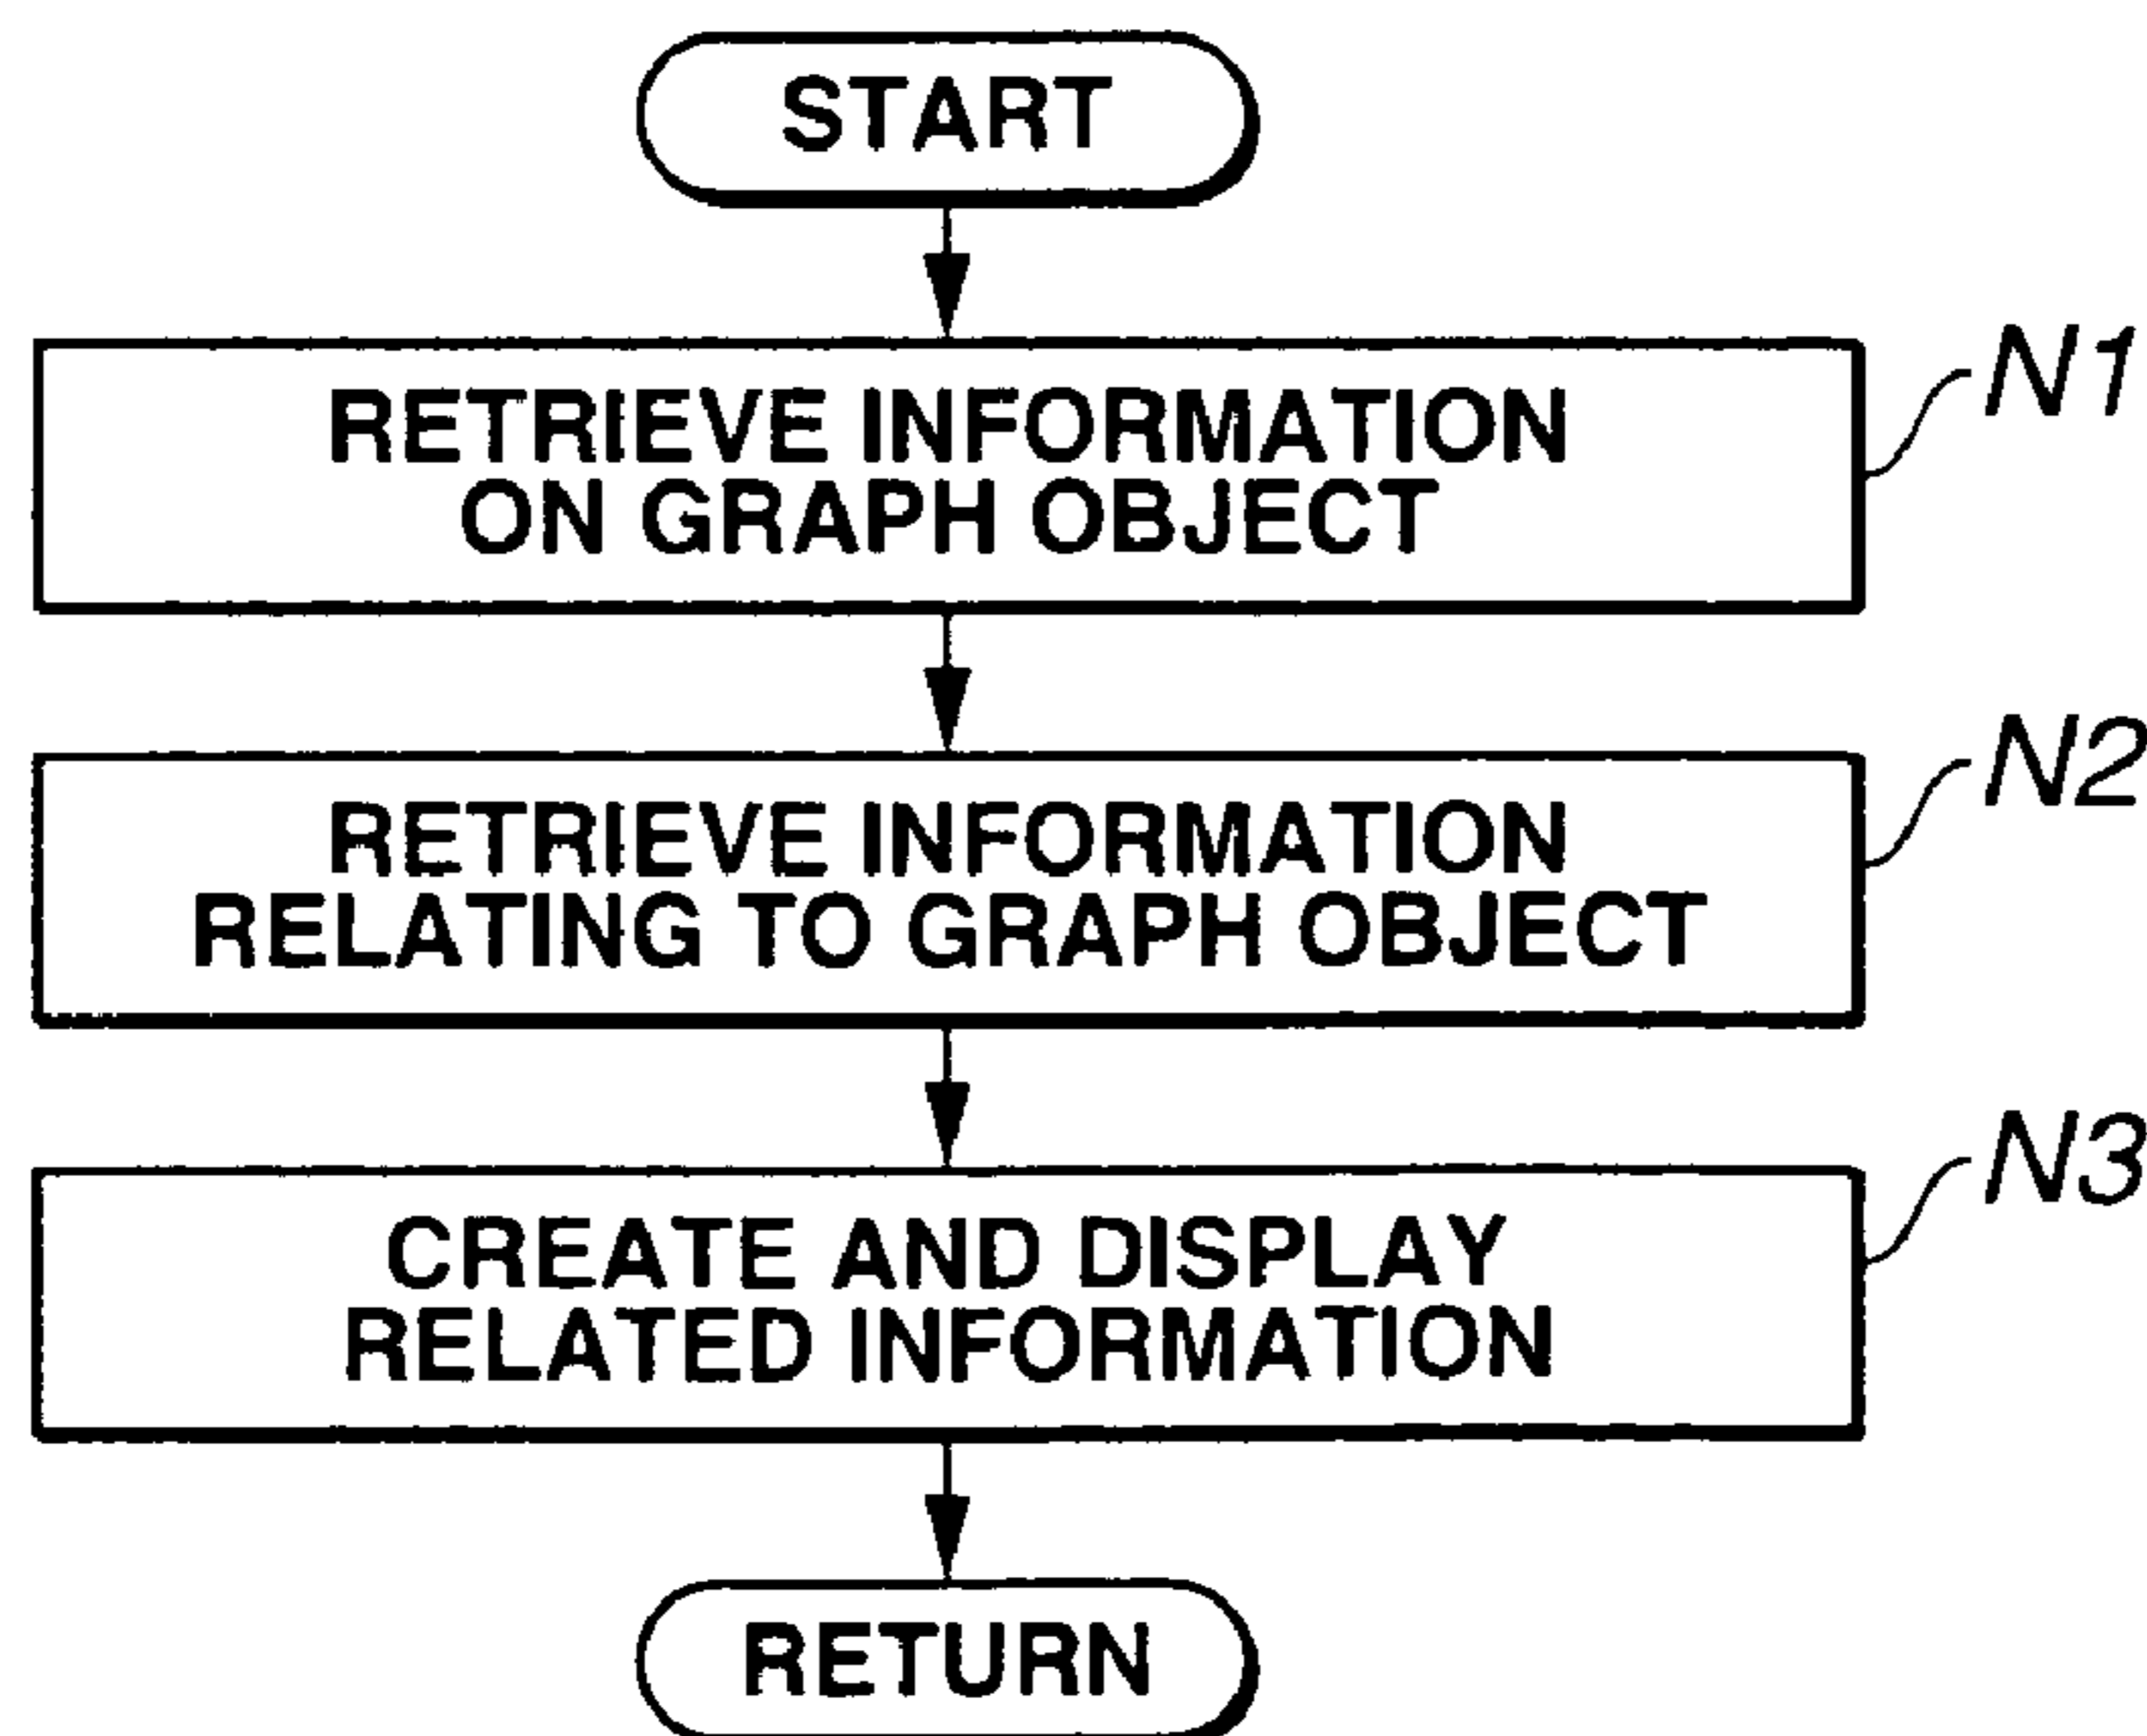 START
RETRIEVE INFORMATION
ON GRAPH OBJECT
N1
RETRIEVE INFORMATION
RELATING TO GRAPH OBJECT
N2
CREATE AND DISPLAY
RELATED INFORMATION
N3
RETURN